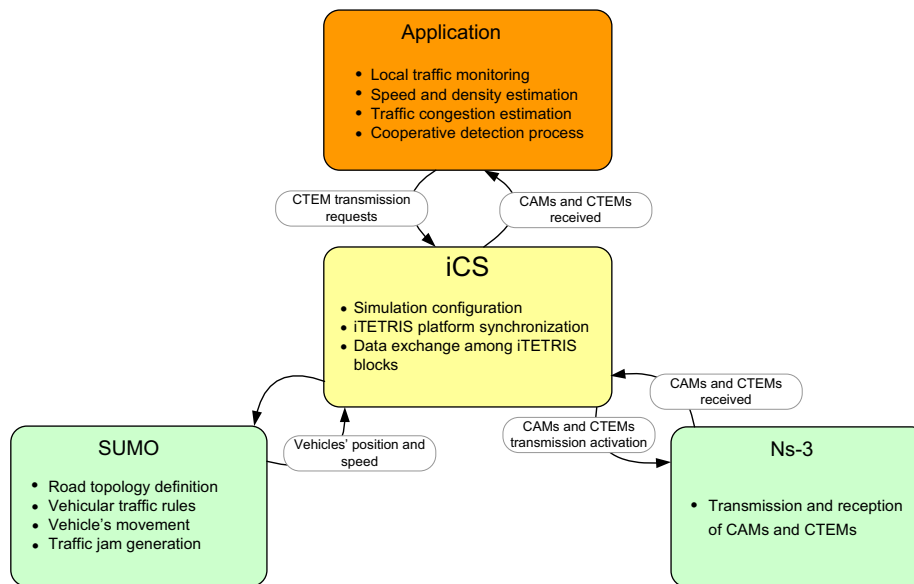 Application
• Local traffic monitoring
• Speed and density estimation
• Traffic congestion estimation
• Cooperative detection process
CTEM transmission
requests
CAMs and CTEMs
received
iCS
• Simulation configuration
• iTETRIS platform synchronization
• Data exchange among iTETRIS
blocks
CAMs and CTEMs
received
CAMs and CTEMs
transmission activation
Vehicles' position and
speed
SUMO
• Road topology definition
• Vehicular traffic rules
• Vehicle's movement
• Traffic jam generation
Ns-3
• Transmission and reception
of CAMs and CTEMs